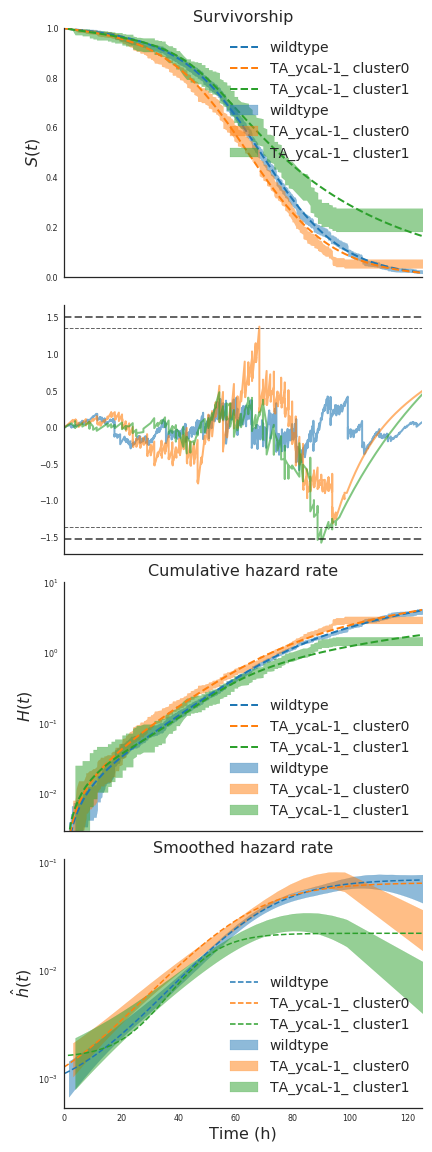 Survivorship
1.0
0.8
0.6
0.4
0.2
0.0
S(t)
wildtype
TA_ycaL-1_ cluster0
TA_ycaL-1_ cluster1
wildtype
TA_ycaL-1_ cluster0
TA_ycaL-1_ cluster1
1.5
1.0
0.5
0.0
−0.5
−1.0
−1.5
Cumulative hazard rate
10¹
10⁰
10⁻¹
10⁻²
H(t)
wildtype
TA_ycaL-1_ cluster0
TA_ycaL-1_ cluster1
wildtype
TA_ycaL-1_ cluster0
TA_ycaL-1_ cluster1
Smoothed hazard rate
10⁻¹
10⁻²
10⁻³
ĥ(t)
wildtype
TA_ycaL-1_ cluster0
TA_ycaL-1_ cluster1
wildtype
TA_ycaL-1_ cluster0
TA_ycaL-1_ cluster1
0 20 40 60 80 100 120
Time (h)